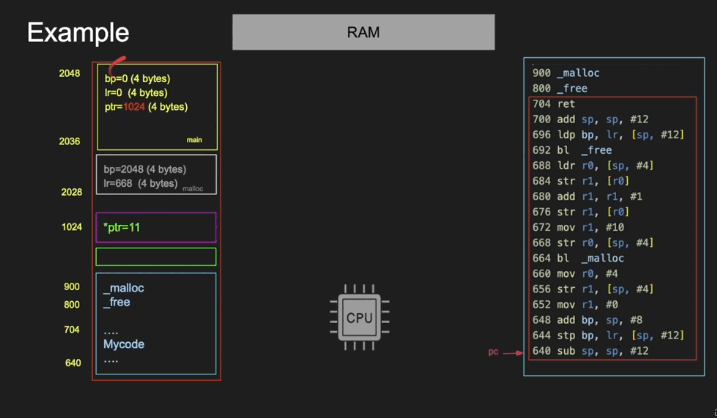 Example
RAM
2048
bp=0 (4 bytes)
lr=0 (4 bytes)
ptr=1024 (4 bytes)
main
2036
bp=2048 (4 bytes)
lr=668 (4 bytes)
malloc
2028
1024
*ptr=11
900
_malloc
800
_free
704
....
Mycode
....
640
CPU
900 _malloc
800 _free
704 ret
700 add sp, sp, #12
696 ldp bp, lr, [sp, #12]
692 bl _free
688 ldr r0, [sp, #4]
684 str r1, [r0]
680 add r1, r1, #1
676 str r1, [r0]
672 mov r1, #10
668 str r0, [sp, #4]
664 bl _malloc
660 mov r0, #4
656 str r1, [sp, #4]
652 mov r1, #0
648 add bp, sp, #8
644 stp bp, lr, [sp, #12]
pc 640 sub sp, sp, #12